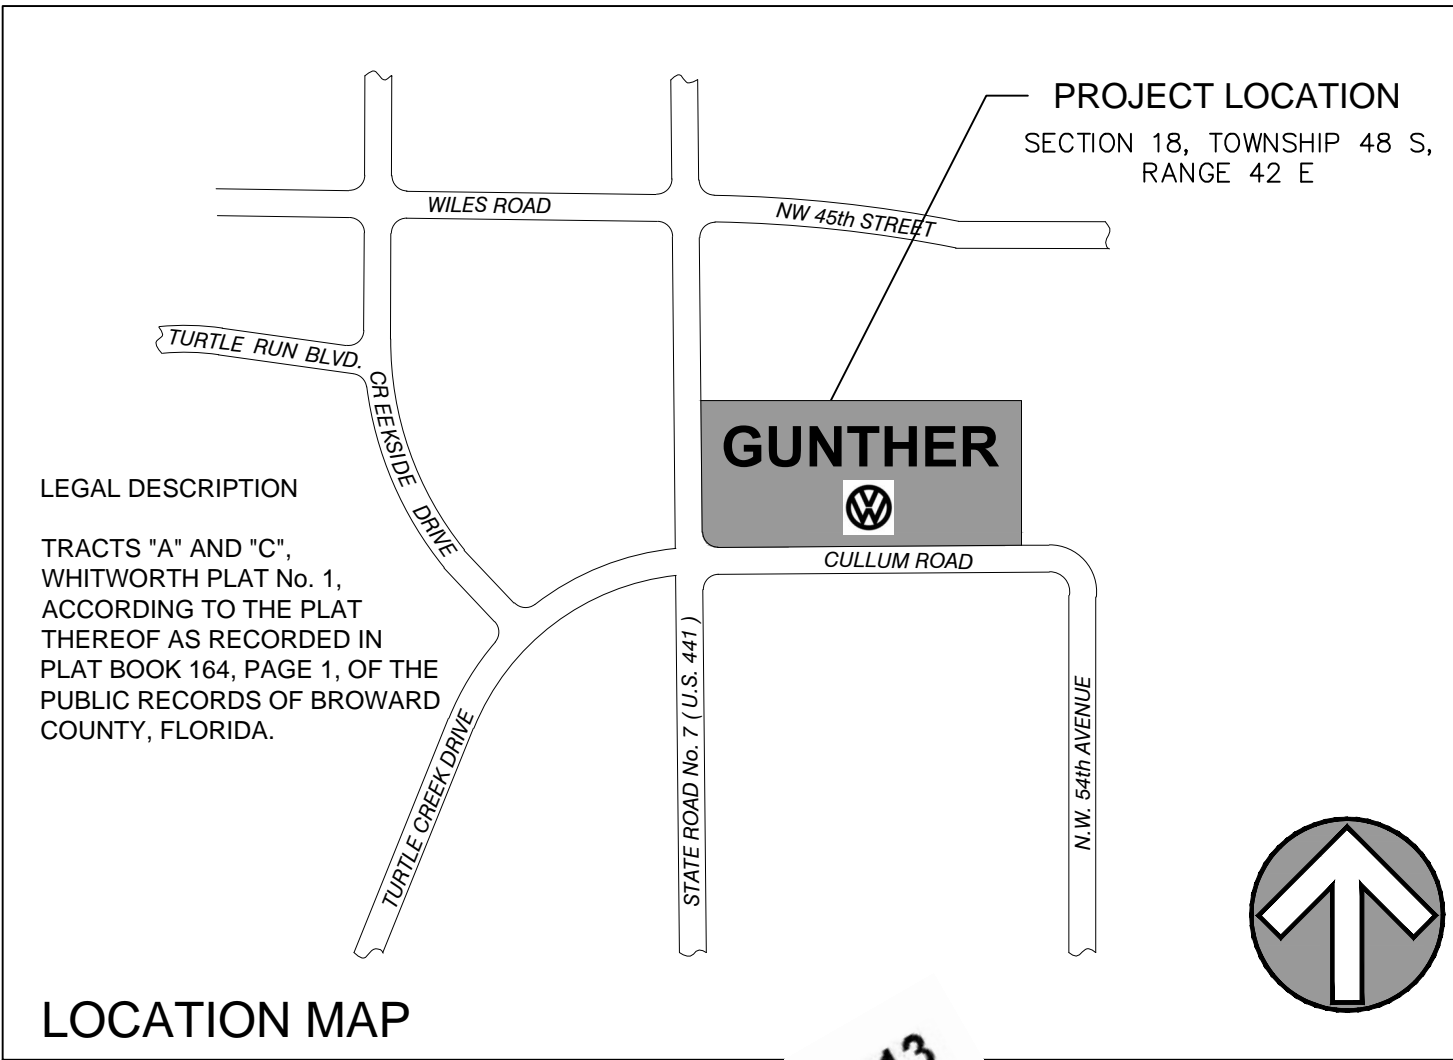 PROJECT LOCATION
SECTION 18, TOWNSHIP 48 S,
RANGE 42 E
WILES ROAD
NW 45th STREET
TURTLE RUN BLVD.
CREEKSIDE DRIVE
GUNTHER
CULLUM ROAD
LEGAL DESCRIPTION
TRACTS "A" AND "C",
WHITWORTH PLAT No. 1,
ACCORDING TO THE PLAT
THEREOF AS RECORDED IN
PLAT BOOK 164, PAGE 1, OF THE
PUBLIC RECORDS OF BROWARD
COUNTY, FLORIDA.
TURTLE CREEK DRIVE
STATE ROAD No. 7 ( U.S. 441 )
N.W. 54th AVENUE
LOCATION MAP